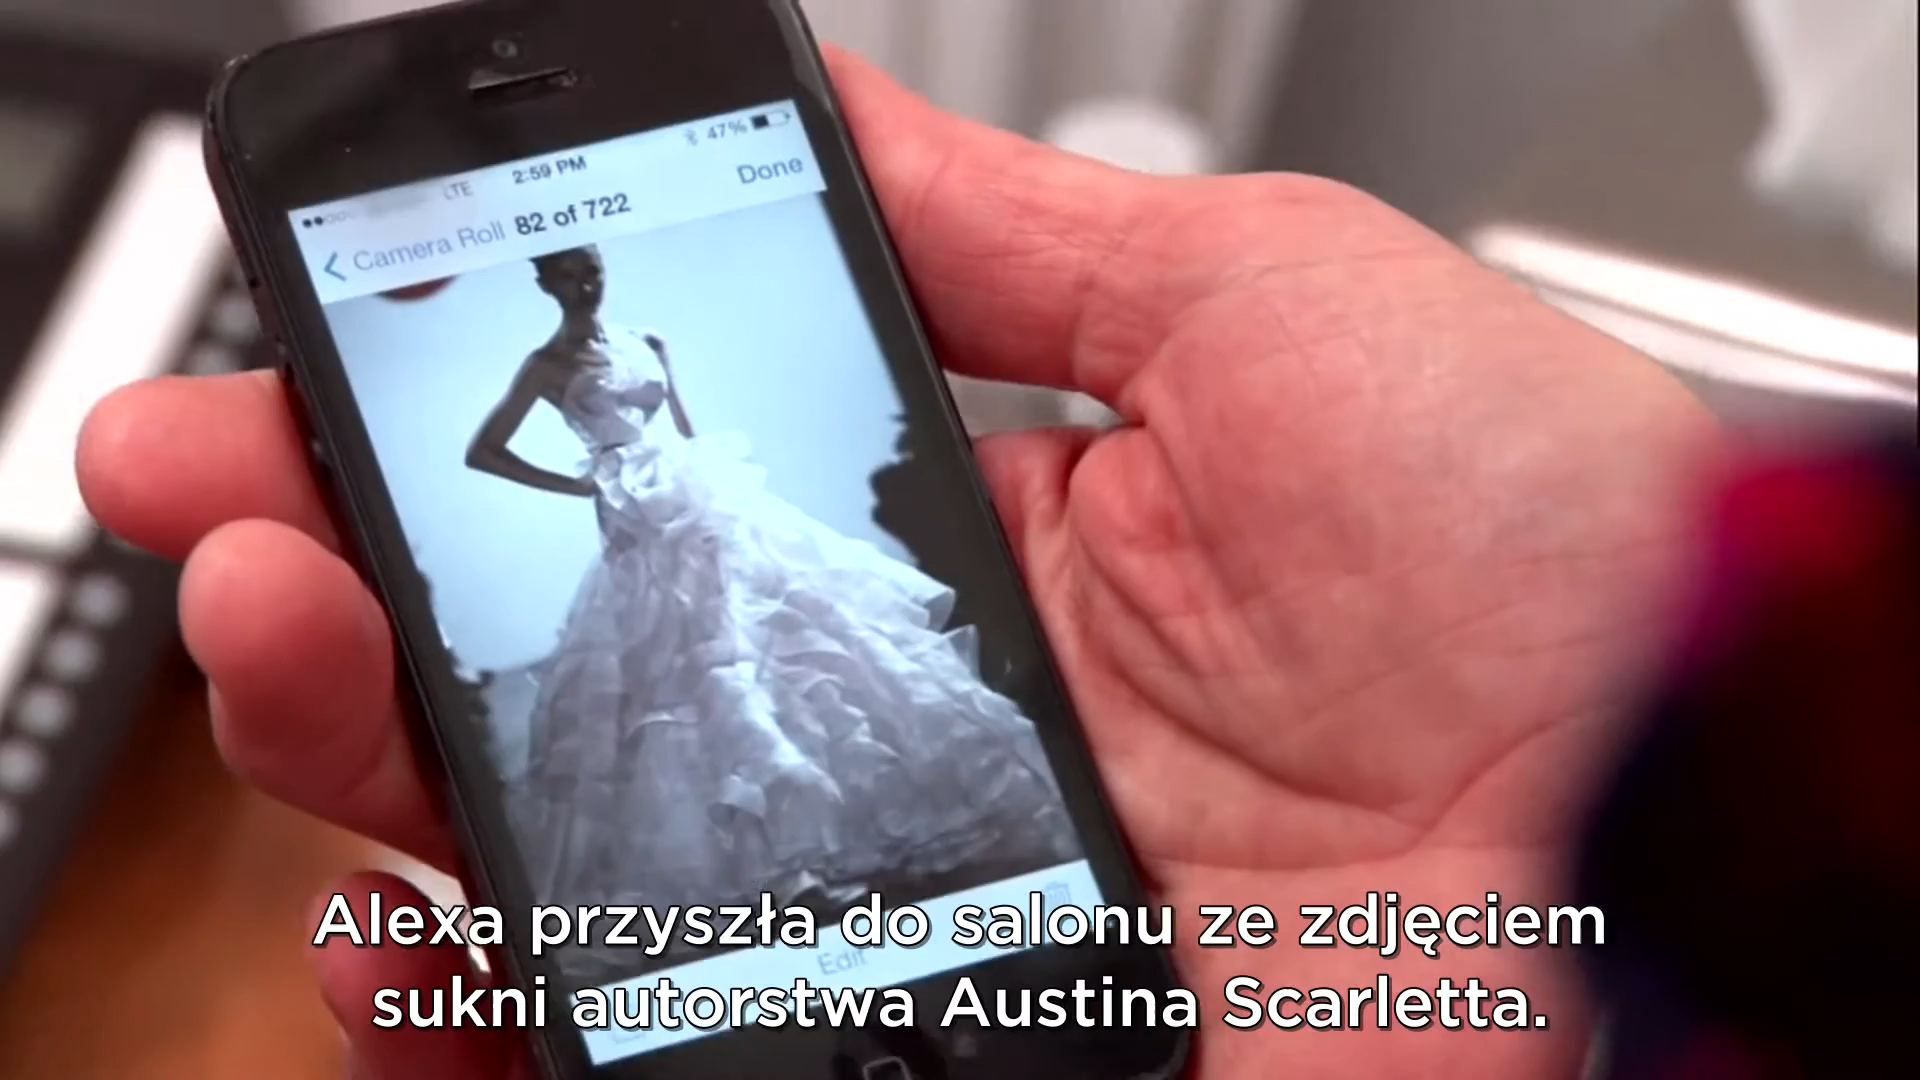 47%
LTE 2:59 PM
Camera Roll 82 of 722 Done
Edit
Alexa przyszła do salonu ze zdjęciem
sukni autorstwa Austina Scarletta.